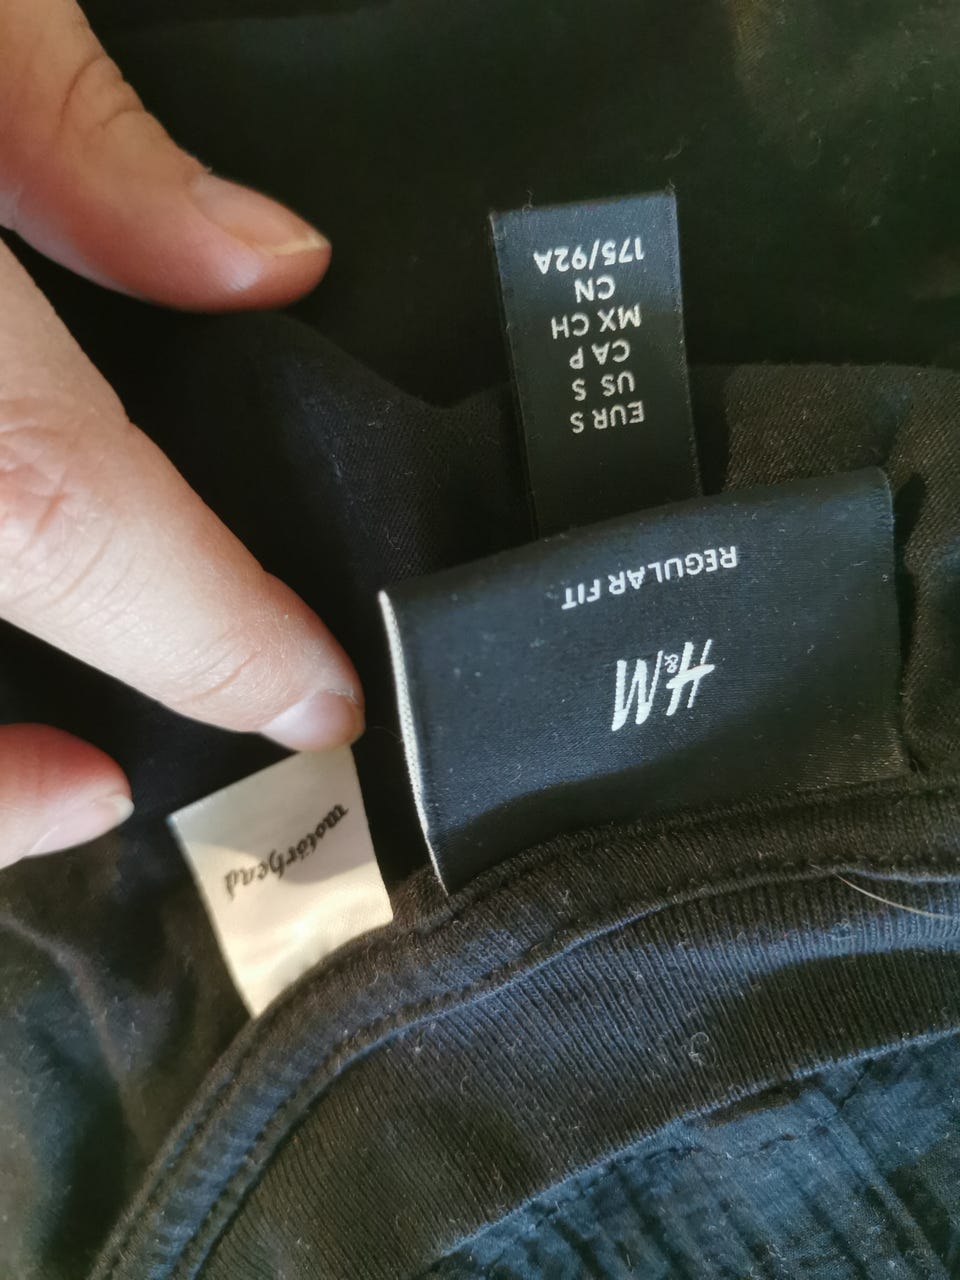 H&M
REGULAR FIT
EUR S
US S
CA P
MX CH
CN
175/92A
motörhead